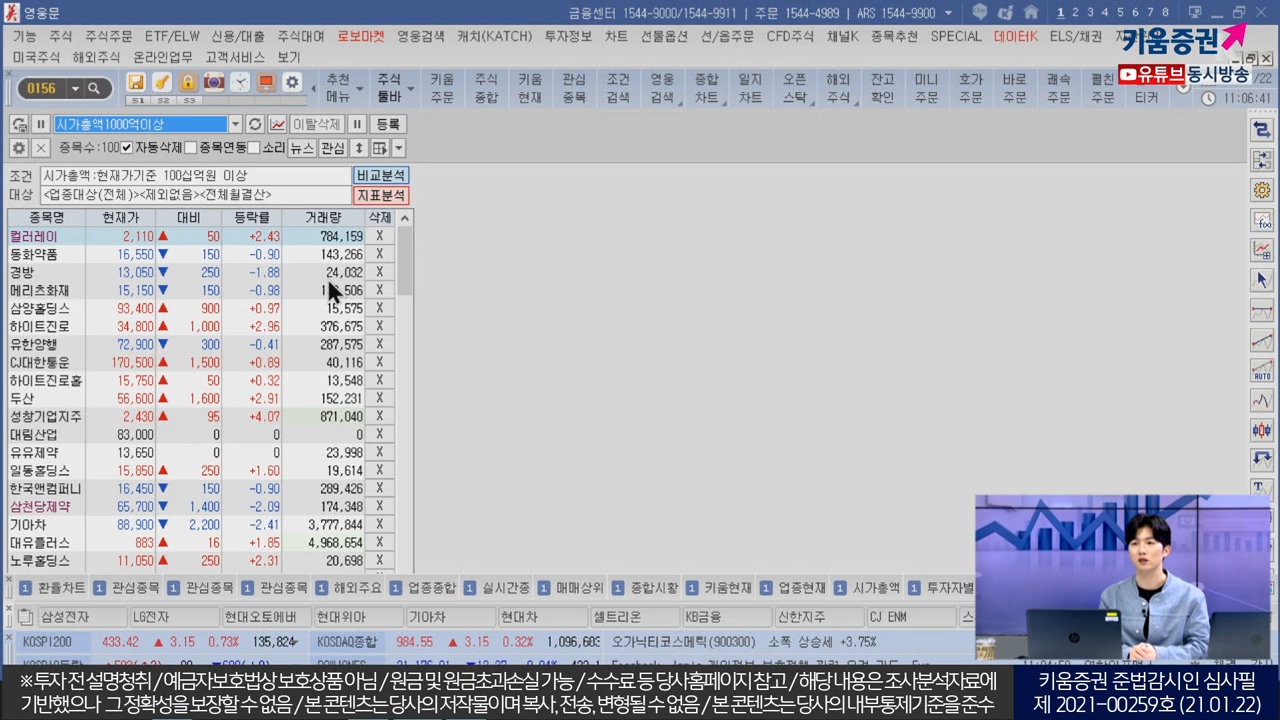 영웅문 금융센터 1544-9000/1544-9911 | 주문 1544-4989 | ARS 1544-9900 1 2 3 4 5 6 7 8
기능 주식 주식주문 ETF/ELW 신용/대출 주식대여 로보마켓 영웅검색 캐치(KATCH) 투자정보 차트 선물옵션 선/옵주문 CFD주식 채널K 종목추천 SPECIAL 데이터K ELS/채권
키움증권
미국주식 해외주식 온라인업무 고객서비스 보기
유튜브동시방송
0156 S1 S2 S3 추천메뉴 주식툴바 키움주문 주식종합 키움현재 관심종목 조건검색 영웅검색 종합차트 일지차트 오픈스탁 해외주식 잔고확인 미니주문 호가주문 바로주문 쾌속주문 팔친티커 /22
11:06:41
시가총액1000억이상 이탈삭제 등록
종목수:100 자동삭제 종목연동 소리 뉴스 관심
조건 시가총액:현재가기준 100십억원 이상 비교분석
대상 <업종대상(전체)><제외없음><전체월결산> 지표분석
종목명 현재가 대비 등락률 거래량 삭제
컬러레이 2,110 ▲ 50 +2.43 784,159 X
동화약품 16,550 ▼ 150 -0.90 143,266 X
경방 13,050 ▼ 250 -1.88 24,032 X
메리츠화재 15,150 ▼ 150 -0.98 506 X
삼양홀딩스 93,400 ▲ 900 +0.97 15,575 X
하이트진로 34,800 ▲ 1,000 +2.96 376,675 X
유한양행 72,900 ▼ 300 -0.41 287,575 X
CJ대한통운 170,500 ▲ 1,500 +0.89 40,116 X
하이트진로홀 15,750 ▲ 50 +0.32 13,548 X
두산 56,600 ▲ 1,600 +2.91 152,231 X
성창기업지주 2,430 ▲ 95 +4.07 871,040 X
대림산업 83,000 0 0 0 X
유유제약 13,650 0 0 23,998 X
일동홀딩스 15,850 ▲ 250 +1.60 19,614 X
한국앤컴퍼니 16,450 ▼ 150 -0.90 289,426 X
삼천당제약 65,700 ▼ 1,400 -2.09 174,348 X
기아차 88,900 ▼ 2,200 -2.41 3,777,844 X
대유플러스 883 ▲ 16 +1.85 4,968,654 X
노루홀딩스 11,050 ▲ 250 +2.31 20,698 X
1 환율차트 1 관심종목 1 관심종목 1 관심종목 1 해외주요 1 업종종합 1 실시간종 1 매매상위 1 종합시황 1 키움현재 1 업종현재 1 시가총액 1 투자자별
삼성전자 LG전자 현대오토에버 현대위아 기아차 현대차 셀트리온 KB금융 신한지주 CJ ENM
KOSPI200 433.42 ▲ 3.15 0.73% 135,824 KOSDAQ종합 984.55 ▲ 3.15 0.32% 1,096,603 오가닉티코스메틱(900300) 소폭 상승세 +3.75%
※ 투자 전 설명청취 / 예금자보호법상 보호상품 아님 / 원금 및 원금초과손실 가능 / 수수료 등 당사홈페이지 참고 / 해당 내용은 조사분석자료에
기반했으나 그 정확성을 보장할 수 없음 / 본 콘텐츠는 당사의 저작물이며 복사, 전송, 변형될 수 없음 / 본 콘텐츠는 당사의 내부통제기준을 준수
키움증권 준법감시인 심사필
제 2021-00259호 (21.01.22)